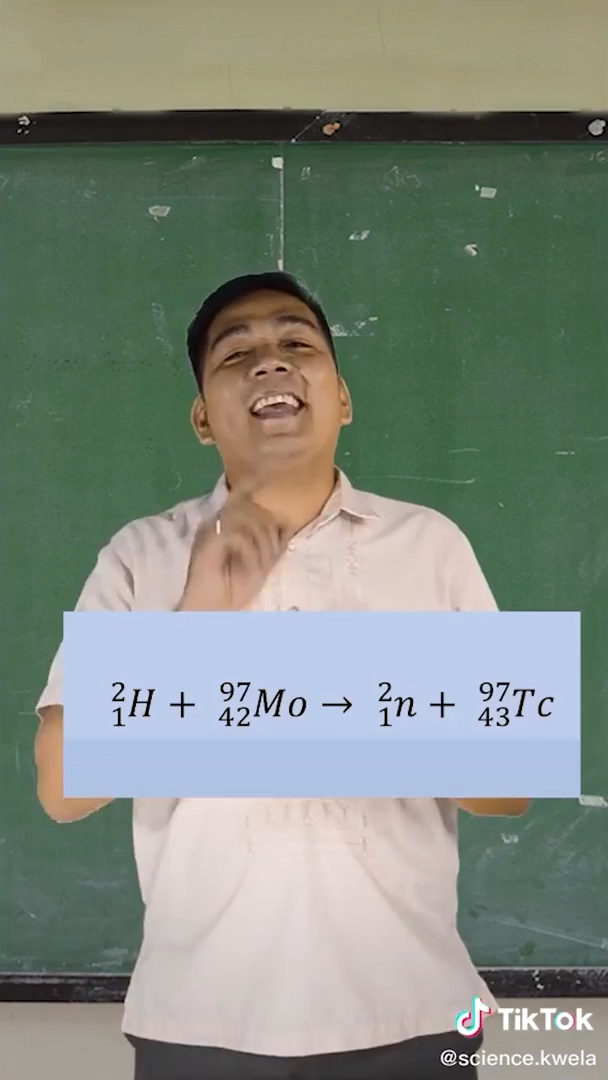 ²₁H + ⁹⁷₄₂Mo → ²₁n + ⁹⁷₄₃Tc
TikTok
@science.kwela